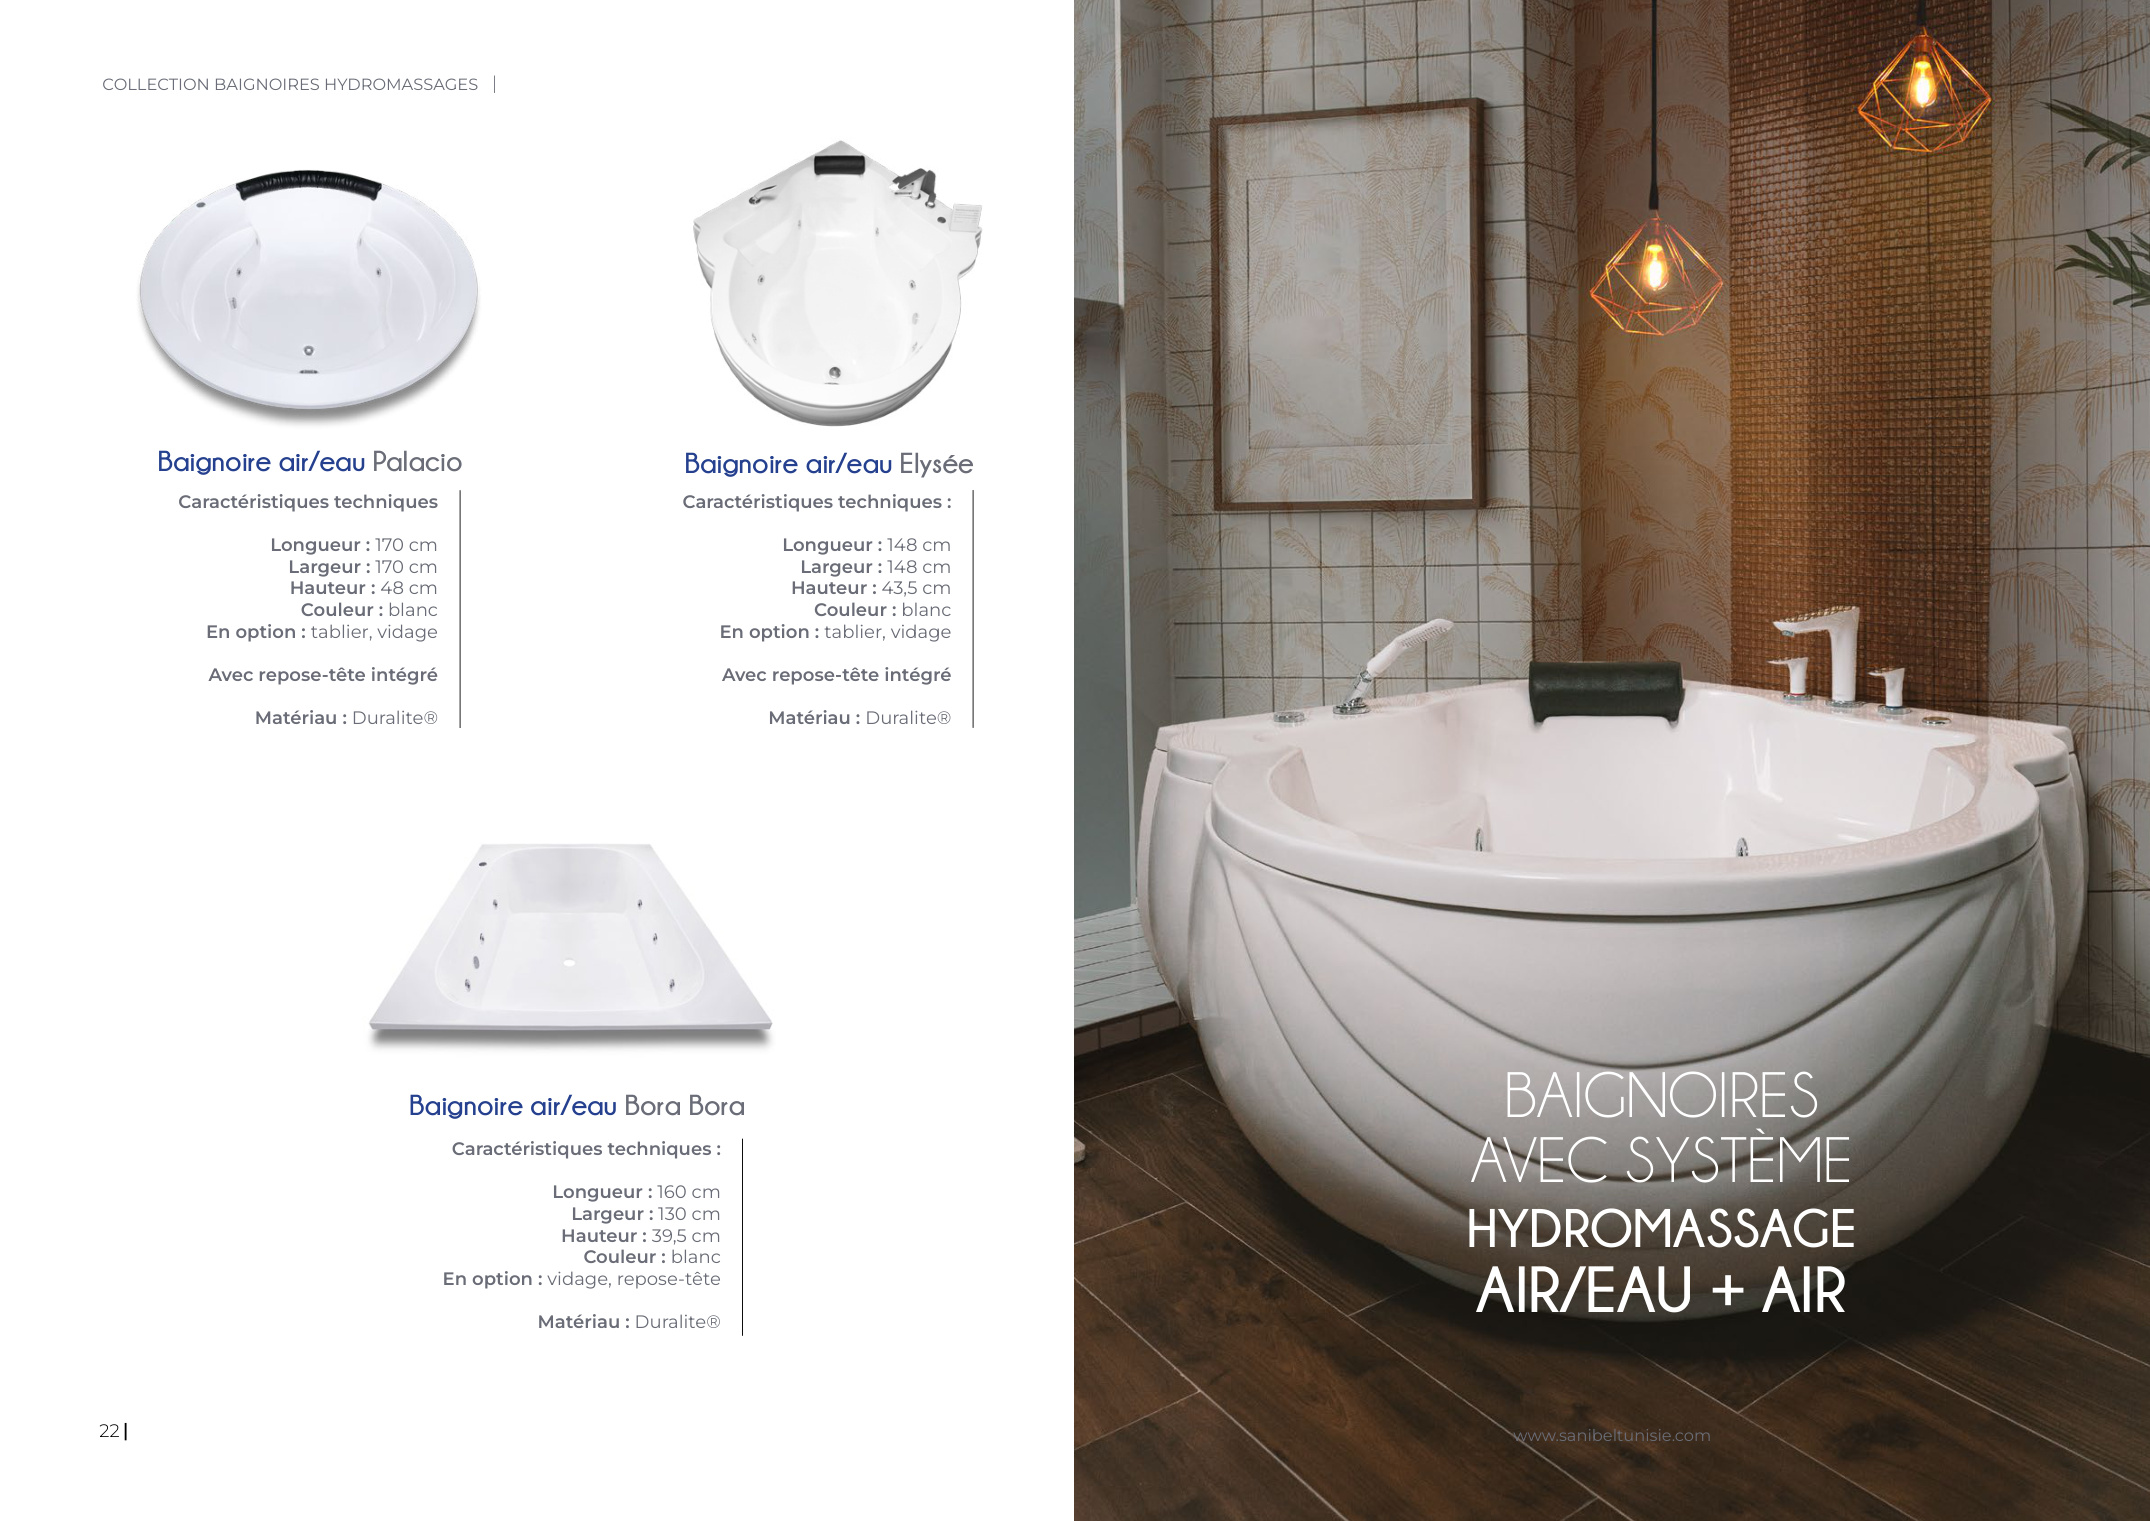 COLLECTION BAIGNOIRES HYDROMASSAGES
Baignoire air/eau Palacio
Caractéristiques techniques
Longueur : 170 cm
Largeur : 170 cm
Hauteur : 48 cm
Couleur : blanc
En option : tablier, vidage
Avec repose-tête intégré
Matériau : Duralite®
Baignoire air/eau Elysée
Caractéristiques techniques :
Longueur : 148 cm
Largeur : 148 cm
Hauteur : 43,5 cm
Couleur : blanc
En option : tablier, vidage
Avec repose-tête intégré
Matériau : Duralite®
Baignoire air/eau Bora Bora
Caractéristiques techniques :
Longueur : 160 cm
Largeur : 130 cm
Hauteur : 39,5 cm
Couleur : blanc
En option : vidage, repose-tête
Matériau : Duralite®
22
BAIGNOIRES
AVEC SYSTÈME
HYDROMASSAGE
AIR/EAU + AIR
www.sanibeltunisie.com